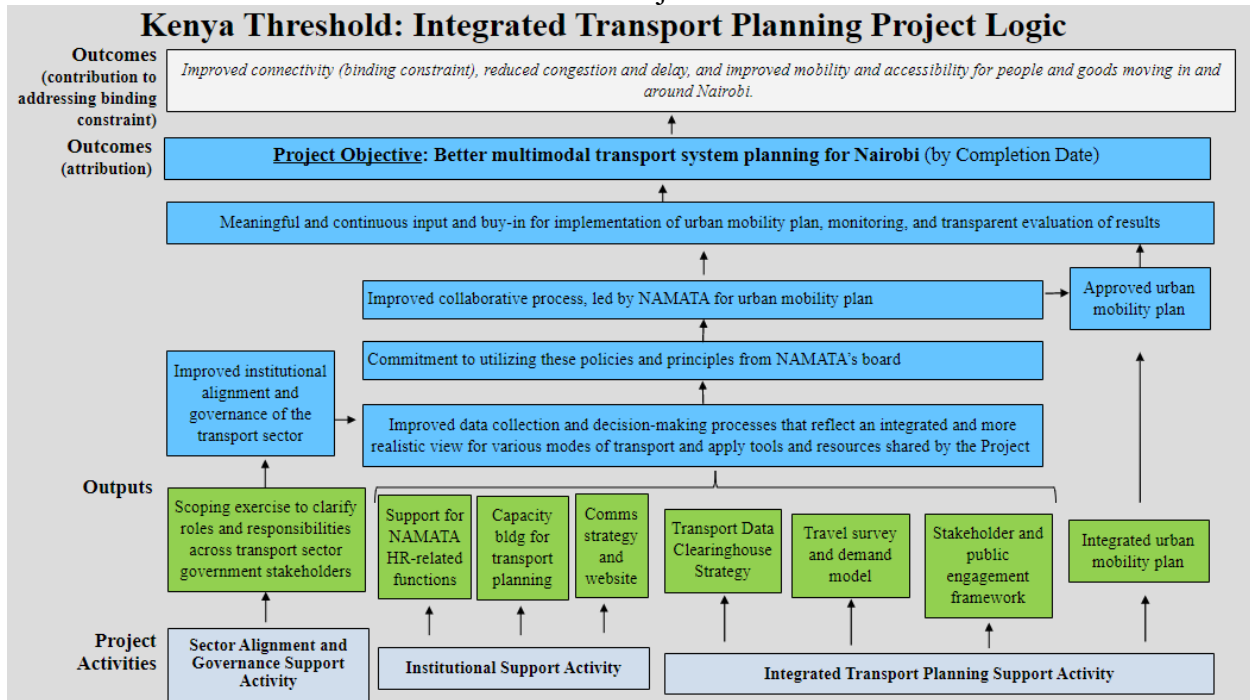 Kenya Threshold: Integrated Transport Planning Project Logic
Outcomes
(contribution to
addressing binding
constraint)
Improved connectivity (binding constraint), reduced congestion and delay, and improved mobility and accessibility for people and goods moving in and
around Nairobi.
Outcomes
(attribution)
Project Objective: Better multimodal transport system planning for Nairobi (by Completion Date)
Meaningful and continuous input and buy-in for implementation of urban mobility plan, monitoring, and transparent evaluation of results
Improved collaborative process, led by NAMATA for urban mobility plan
Approved urban
mobility plan
Commitment to utilizing these policies and principles from NAMATA's board
Improved institutional
alignment and
governance of the
transport sector
Improved data collection and decision-making processes that reflect an integrated and more
realistic view for various modes of transport and apply tools and resources shared by the Project
Outputs
Scoping exercise to clarify
roles and responsibilities
across transport sector
government stakeholders
Support for
NAMATA
HR-related
functions
Capacity
bldg for
transport
planning
Comms
strategy
and
website
Transport Data
Clearinghouse
Strategy
Travel survey
and demand
model
Stakeholder and
public
engagement
framework
Integrated urban
mobility plan
Project
Activities
Sector Alignment and
Governance Support
Activity
Institutional Support Activity
Integrated Transport Planning Support Activity